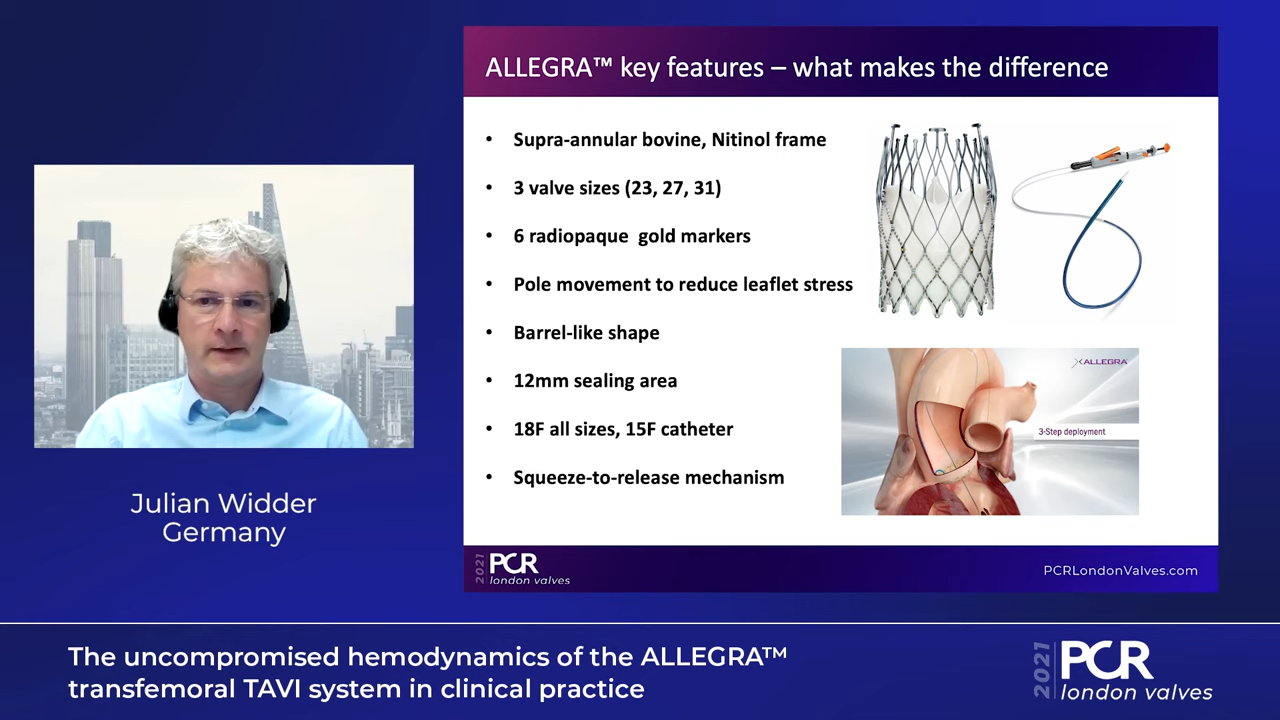 ALLEGRA™ key features – what makes the difference
• Supra-annular bovine, Nitinol frame
• 3 valve sizes (23, 27, 31)
• 6 radiopaque  gold markers
• Pole movement to reduce leaflet stress
• Barrel-like shape
• 12mm sealing area
• 18F all sizes, 15F catheter
• Squeeze-to-release mechanism
ALLEGRA
3-Step deployment
2021 PCR
london valves
PCRLondonValves.com
Julian Widder
Germany
The uncompromised hemodynamics of the ALLEGRA™
transfemoral TAVI system in clinical practice
2021 PCR
london valves